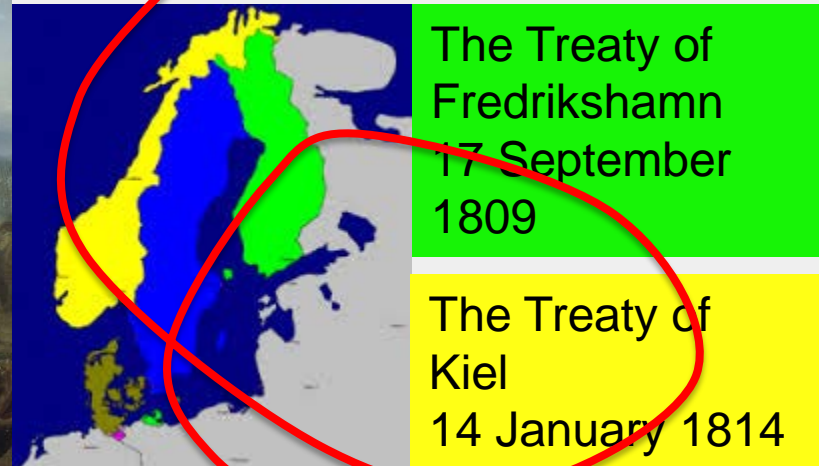 The Treaty of
Fredrikshamn
17 September
1809
The Treaty of
Kiel
14 January 1814